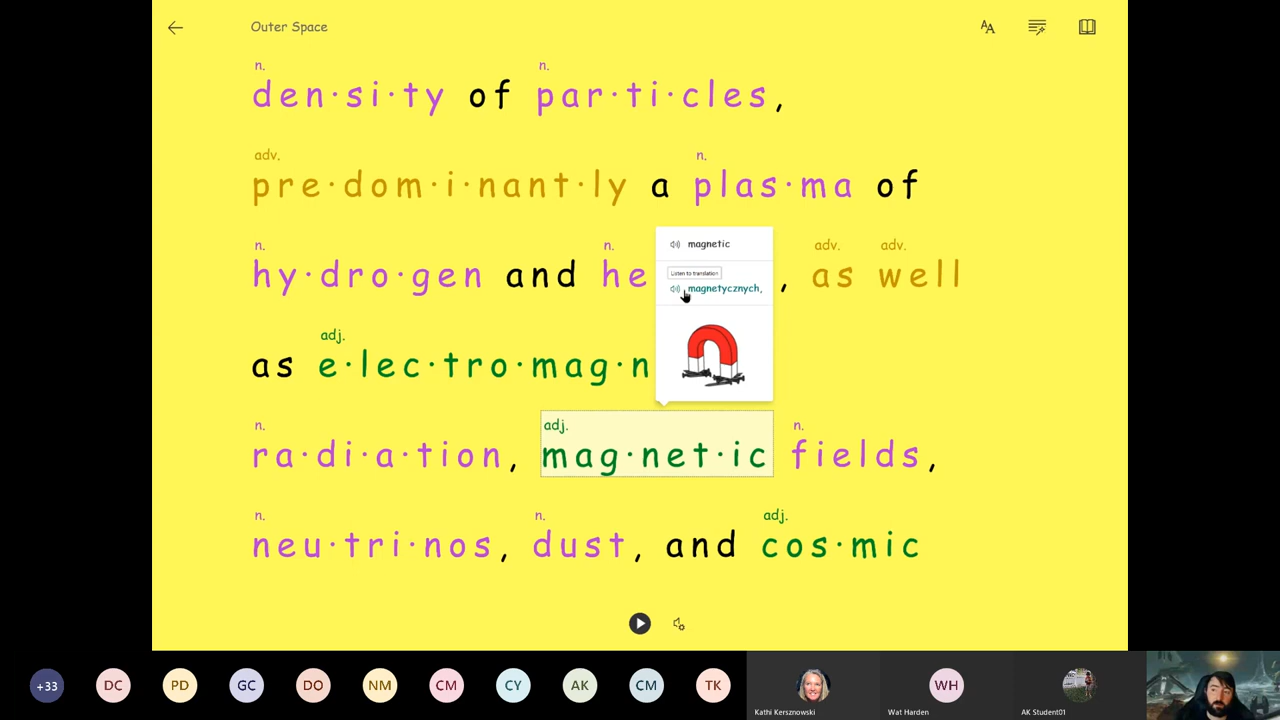 Outer Space
n. n.
den·si·ty of par·ti·cles,
adv. n.
pre·dom·i·nant·ly a plas·ma of
n. n. adv. adv.
hy·dro·gen and he , as well
magnetic
Listen to translation
magnetycznych,
adj.
as e·lec·tro·mag·n
n. adj. n.
ra·di·a·tion, mag·net·ic fields,
n. n. adj.
neu·tri·nos, dust, and cos·mic
+33 DC PD GC DO NM CM CY AK CM TK WH
Kathi Kersznowski Wat Harden AK Student01